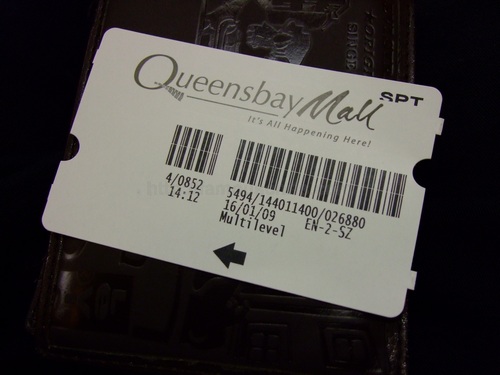 Queensbay Mall
SPT
It's All Happening Here!
4/0852
14:12
5494/144011400/026880
16/01/09 EN-2-SZ
Multilevel